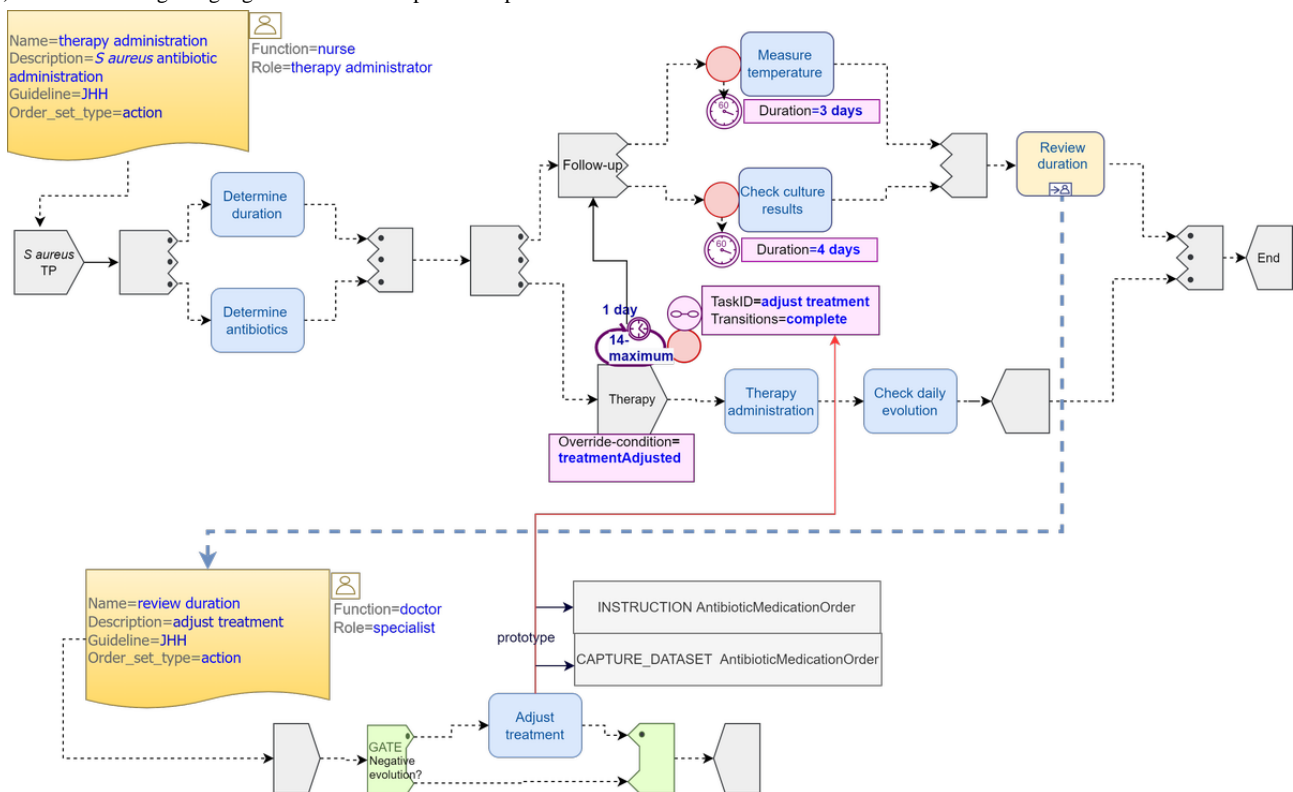 Name=therapy administration
Description=S aureus antibiotic
administration
Guideline=JHH
Order_set_type=action
Function=nurse
Role=therapy administrator
Measure
temperature
60
Duration=3 days
Follow-up
Review
duration
Determine
duration
Check culture
results
S aureus
TP
60
Duration=4 days
End
Determine
antibiotics
1 day
14-
maximum
TaskID=adjust treatment
Transitions=complete
Therapy
Therapy
administration
Check daily
evolution
Override-condition=
treatmentAdjusted
Name=review duration
Description=adjust treatment
Guideline=JHH
Order_set_type=action
Function=doctor
Role=specialist
INSTRUCTION AntibioticMedicationOrder
prototype
CAPTURE_DATASET AntibioticMedicationOrder
Adjust
treatment
GATE
Negative
evolution?